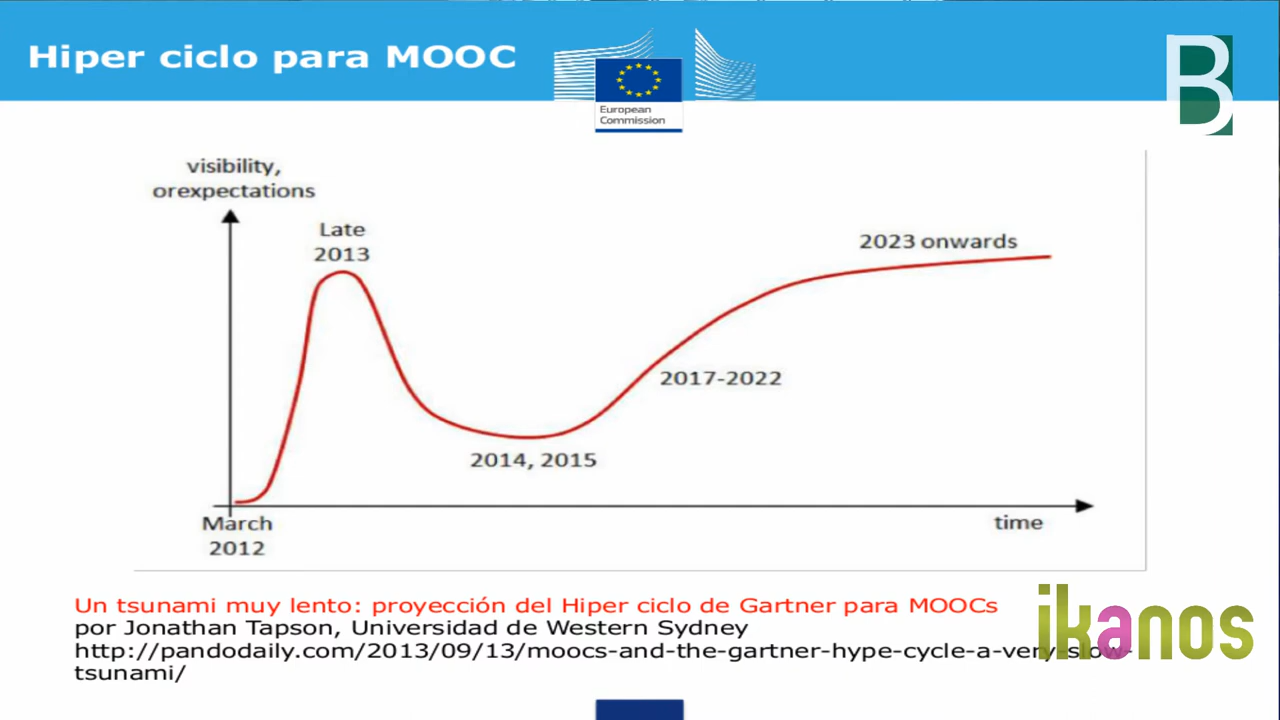 Hiper ciclo para MOOC
European
Commission
B
visibility,
orexpectations
Late
2013
2023 onwards
2017-2022
2014, 2015
March
2012
time
Un tsunami muy lento: proyección del Hiper ciclo de Gartner para MOOCs
por Jonathan Tapson, Universidad de Western Sydney
http://pandodaily.com/2013/09/13/moocs-and-the-gartner-hype-cycle-a-very-slow-
tsunami/
ikanos